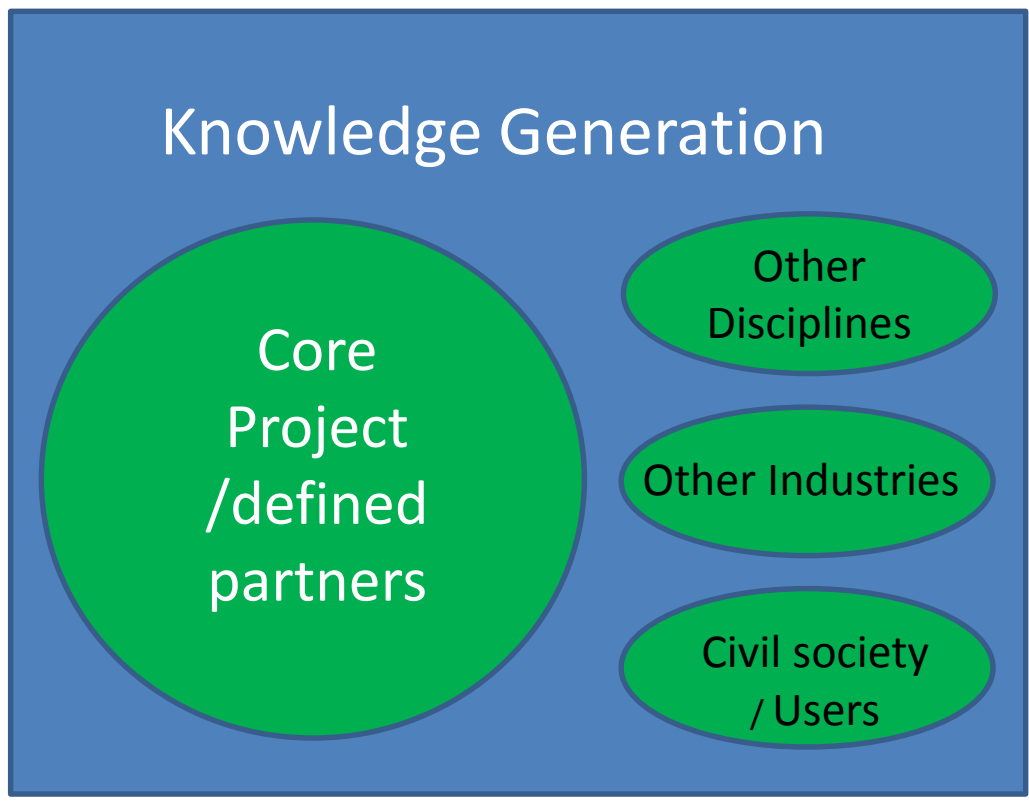 Knowledge Generation
Core
Project
/defined
partners
Other
Disciplines
Other Industries
Civil society
/ Users